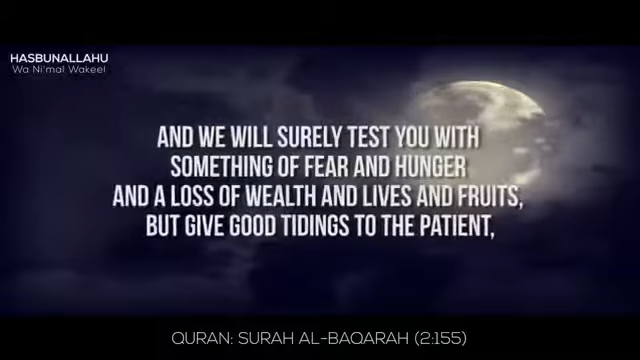 HASBUNALLAHU
Wa Ni'mal Wakeel
AND WE WILL SURELY TEST YOU WITH
SOMETHING OF FEAR AND HUNGER
AND A LOSS OF WEALTH AND LIVES AND FRUITS,
BUT GIVE GOOD TIDINGS TO THE PATIENT,
QURAN: SURAH AL-BAQARAH (2:155)